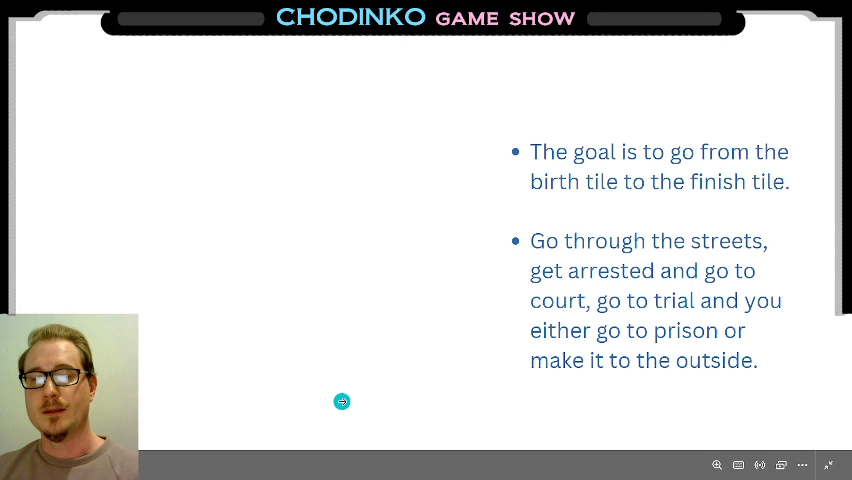 CHODINKO GAME SHOW
• The goal is to go from the
birth tile to the finish tile.
• Go through the streets,
get arrested and go to
court, go to trial and you
either go to prison or
make it to the outside.